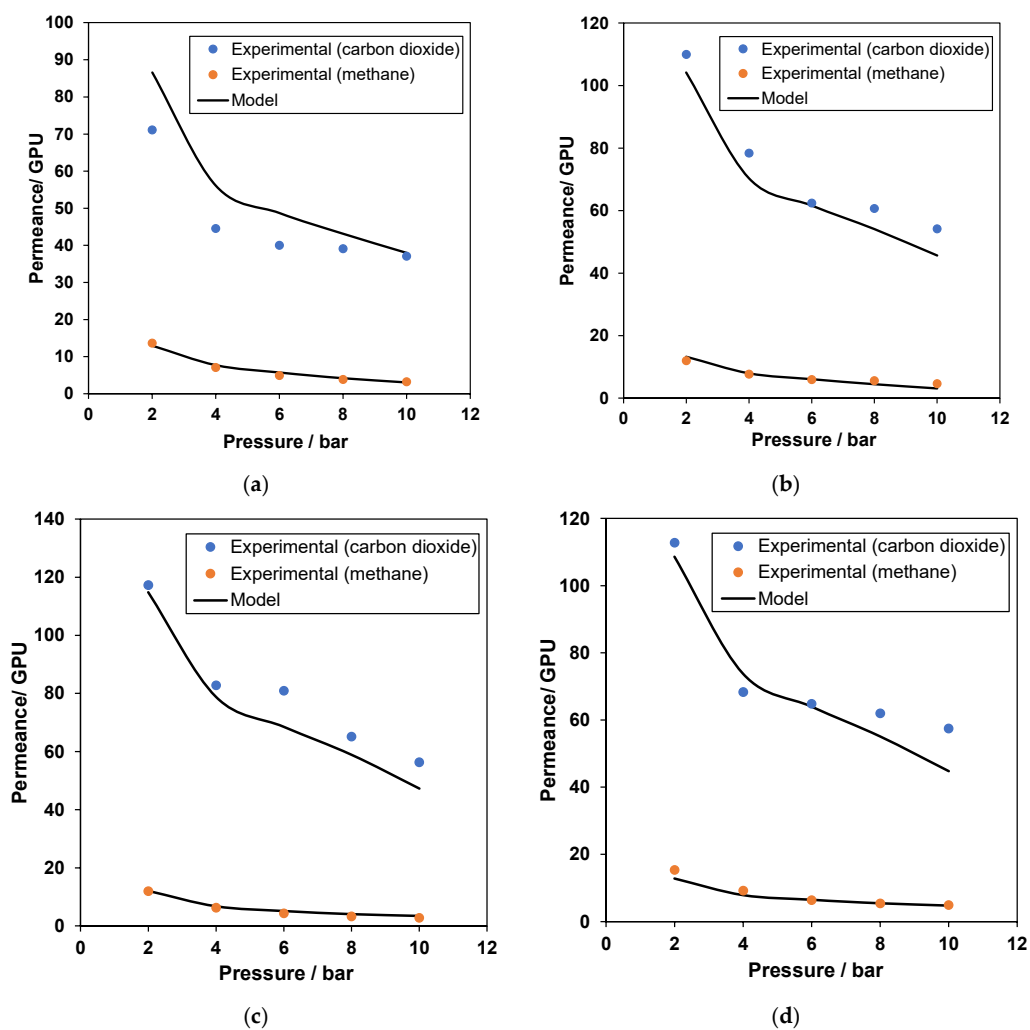 100
90
80
70
60
50
40
30
20
10
0
Permeance/ GPU
Experimental (carbon dioxide)
Experimental (methane)
Model
0 2 4 6 8 10 12
Pressure / bar
(a)
120
100
80
60
40
20
0
Permeance/ GPU
Experimental (carbon dioxide)
Experimental (methane)
Model
0 2 4 6 8 10 12
Pressure / bar
(b)
140
120
100
80
60
40
20
0
Permeance/ GPU
Experimental (carbon dioxide)
Experimental (methane)
Model
0 2 4 6 8 10 12
Pressure / bar
(c)
120
100
80
60
40
20
0
Permeance/ GPU
Experimental (carbon dioxide)
Experimental (methane)
Model
0 2 4 6 8 10 12
Pressure / bar
(d)